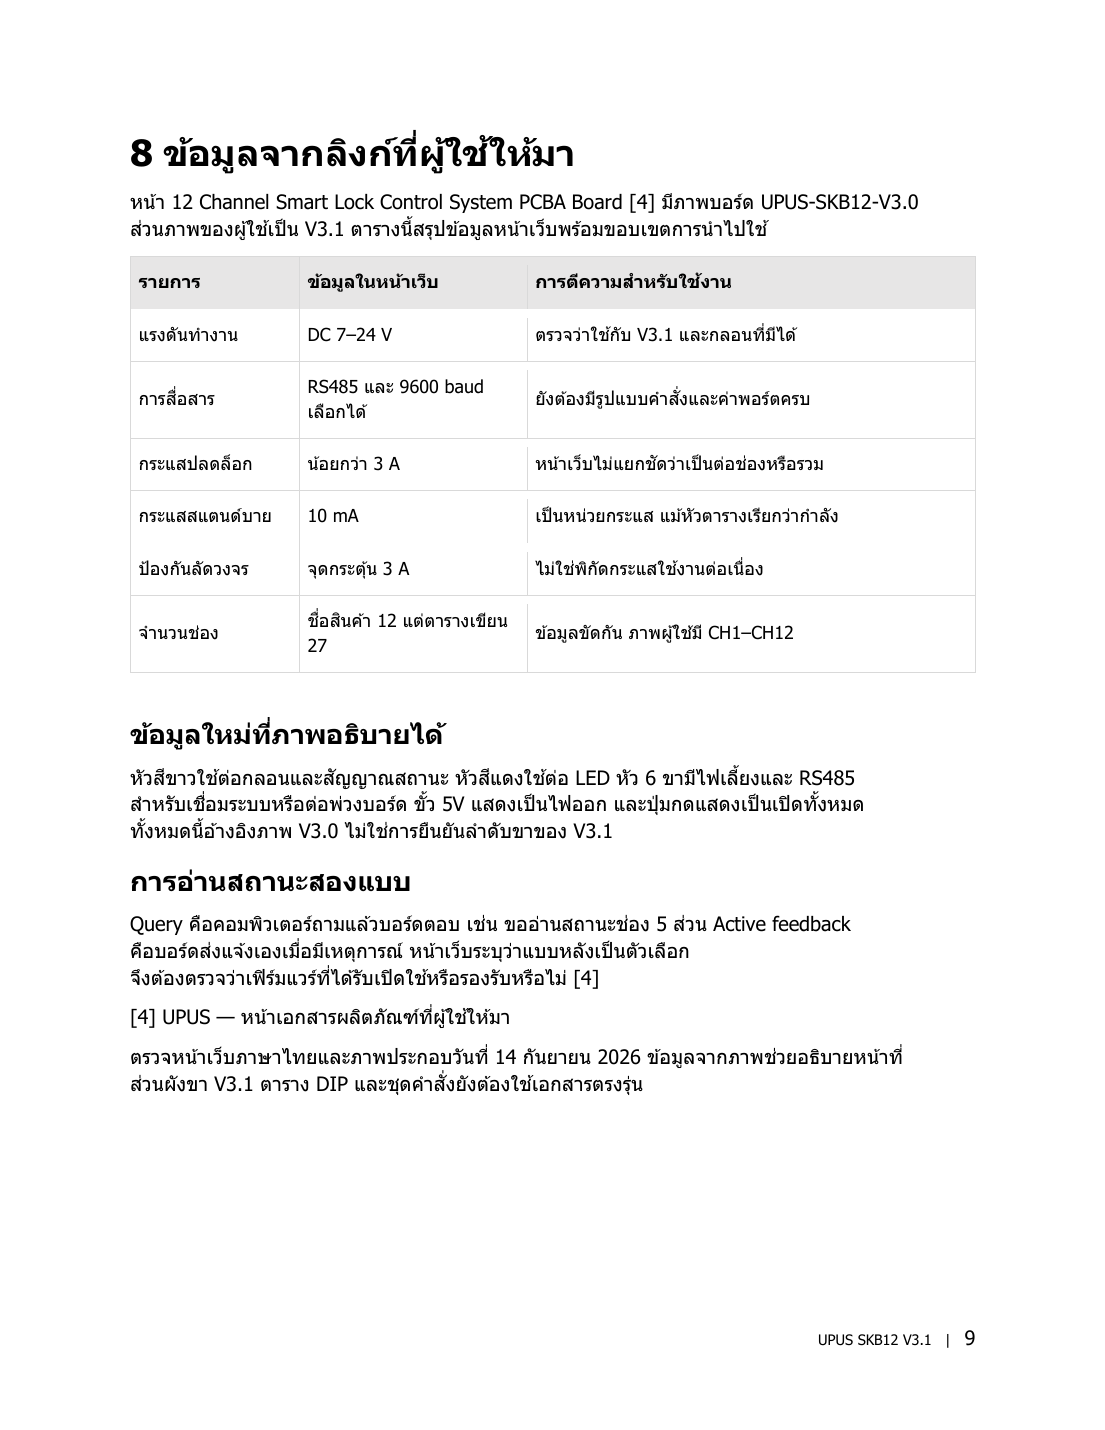 8 ข้อมูลจากลิงก์ที่ผู้ใช้ให้มา
หน้า 12 Channel Smart Lock Control System PCBA Board [4] มีภาพบอร์ด UPUS-SKB12-V3.0
ส่วนภาพของผู้ใช้เป็น V3.1 ตารางนี้สรุปข้อมูลหน้าเว็บพร้อมขอบเขตการนำไปใช้
รายการ ข้อมูลในหน้าเว็บ การตีความสำหรับใช้งาน
แรงดันทำงาน DC 7–24 V ตรวจว่าใช้กับ V3.1 และกลอนที่มีได้
การสื่อสาร RS485 และ 9600 baud
เลือกได้ ยังต้องมีรูปแบบคำสั่งและค่าพอร์ตครบ
กระแสปลดล็อก น้อยกว่า 3 A หน้าเว็บไม่แยกชัดว่าเป็นต่อช่องหรือรวม
กระแสสแตนด์บาย 10 mA เป็นหน่วยกระแส แม้หัวตารางเรียกว่ากำลัง
ป้องกันลัดวงจร จุดกระตุ้น 3 A ไม่ใช่พิกัดกระแสใช้งานต่อเนื่อง
จำนวนช่อง ชื่อสินค้า 12 แต่ตารางเขียน
27 ข้อมูลขัดกัน ภาพผู้ใช้มี CH1–CH12
ข้อมูลใหม่ที่ภาพอธิบายได้
หัวสีขาวใช้ต่อกลอนและสัญญาณสถานะ หัวสีแดงใช้ต่อ LED หัว 6 ขามีไฟเลี้ยงและ RS485
สำหรับเชื่อมระบบหรือต่อพ่วงบอร์ด ขั้ว 5V แสดงเป็นไฟออก และปุ่มกดแสดงเป็นเปิดทั้งหมด
ทั้งหมดนี้อ้างอิงภาพ V3.0 ไม่ใช่การยืนยันลำดับขาของ V3.1
การอ่านสถานะสองแบบ
Query คือคอมพิวเตอร์ถามแล้วบอร์ดตอบ เช่น ขออ่านสถานะช่อง 5 ส่วน Active feedback
คือบอร์ดส่งแจ้งเองเมื่อมีเหตุการณ์ หน้าเว็บระบุว่าแบบหลังเป็นตัวเลือก
จึงต้องตรวจว่าเฟิร์มแวร์ที่ได้รับเปิดใช้หรือรองรับหรือไม่ [4]
[4] UPUS — หน้าเอกสารผลิตภัณฑ์ที่ผู้ใช้ให้มา
ตรวจหน้าเว็บภาษาไทยและภาพประกอบวันที่ 14 กันยายน 2026 ข้อมูลจากภาพช่วยอธิบายหน้าที่
ส่วนผังขา V3.1 ตาราง DIP และชุดคำสั่งยังต้องใช้เอกสารตรงรุ่น
UPUS SKB12 V3.1 | 9